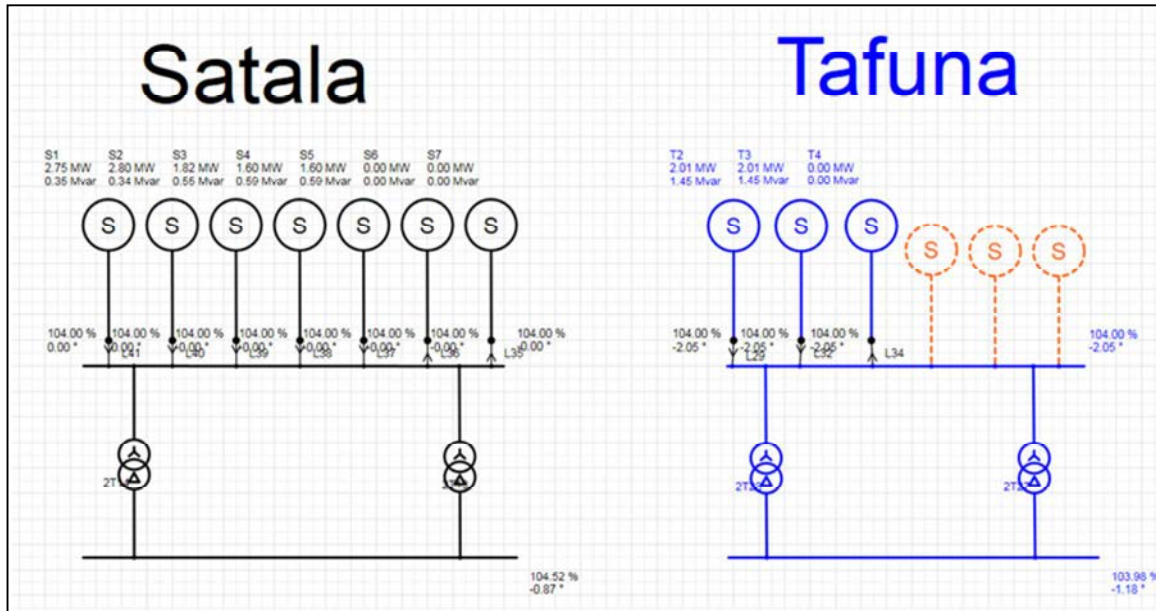 Satala
Tafuna
S1
2.75 MW
0.35 Mvar
S2
2.80 MW
0.34 Mvar
S3
1.82 MW
0.55 Mvar
S4
1.60 MW
0.59 Mvar
S5
1.60 MW
0.59 Mvar
S6
0.00 MW
0.00 Mvar
S7
0.00 MW
0.00 Mvar
T2
2.01 MW
1.45 Mvar
T3
2.01 MW
1.45 Mvar
T4
0.00 MW
0.00 Mvar
S S S S S S S
S S S S S S
104.00 % 104.00 % 104.00 % 104.00 % 104.00 % 104.00 % 104.00 % 104.00 %
0.00 ° -0.00 °
L41 L40 L39 L38 L37 L36 L35
104.00 % 104.00 % 104.00 %
-2.05 ° -2.05 ° -2.05 °
L29 L32 L34
104.00 %
-2.05 °
104.52 %
-0.87 °
103.98 %
-1.18 °